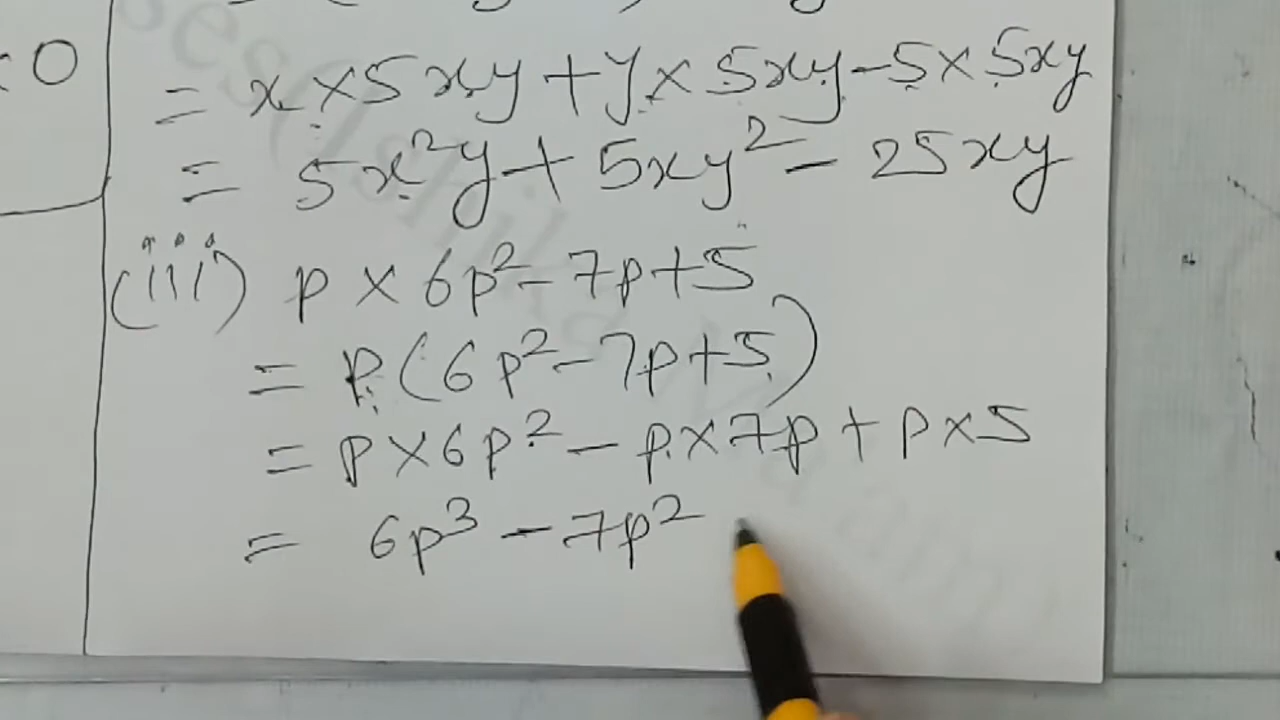 = x × 5xy + y × 5xy - 5 × 5xy
= 5x²y + 5xy² - 25xy
(iii) p × 6p² - 7p + 5
= p(6p² - 7p + 5)
= p × 6p² - p × 7p + p × 5
= 6p³ - 7p²